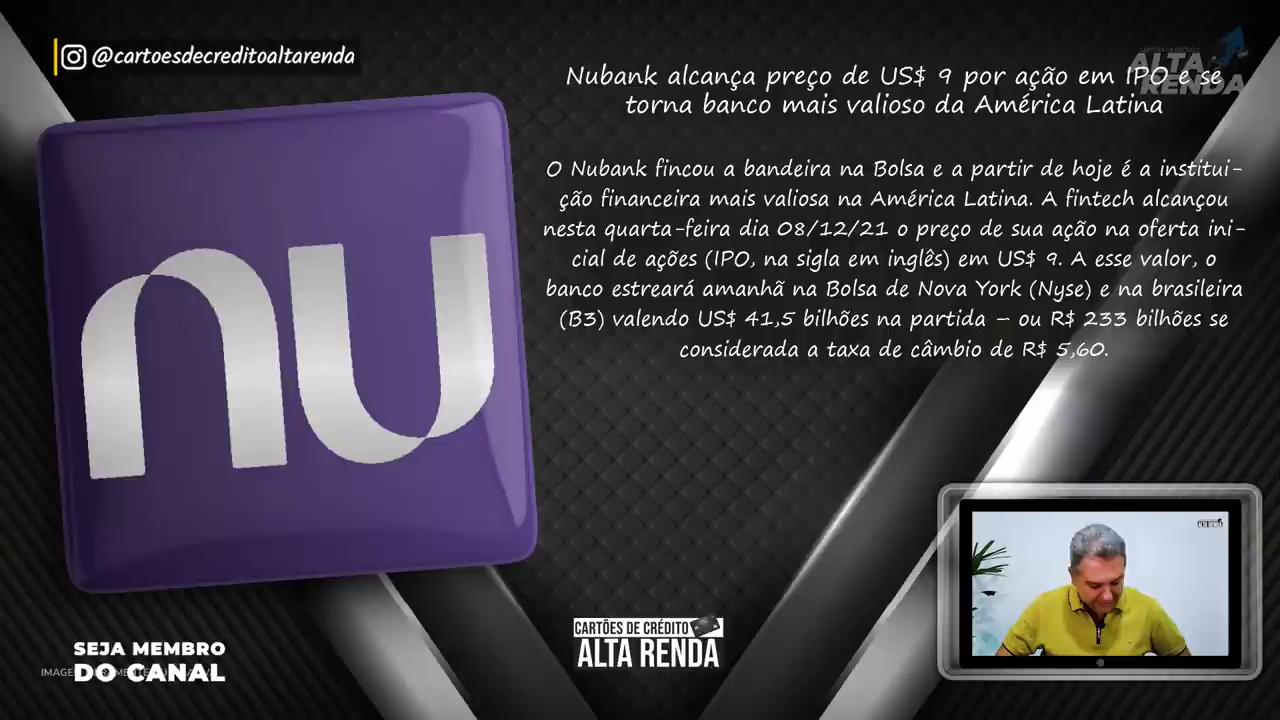 @cartoesdecreditoaltarenda
CARTÕES DE CRÉDITO
ALTA
RENDA
Nubank alcança preço de US$ 9 por ação em IPO e se
torna banco mais valioso da América Latina
O Nubank fincou a bandeira na Bolsa e a partir de hoje é a institui-
ção financeira mais valiosa na América Latina. A fintech alcançou
nesta quarta-feira dia 08/12/21 o preço de sua ação na oferta ini-
cial de ações (IPO, na sigla em inglês) em US$ 9. A esse valor, o
banco estreará amanhã na Bolsa de Nova York (Nyse) e na brasileira
(B3) valendo US$ 41,5 bilhões na partida – ou R$ 233 bilhões se
considerada a taxa de câmbio de R$ 5,60.
nu
SEJA MEMBRO
DO CANAL
CARTÕES DE CRÉDITO
ALTA RENDA
ALTA RENDA